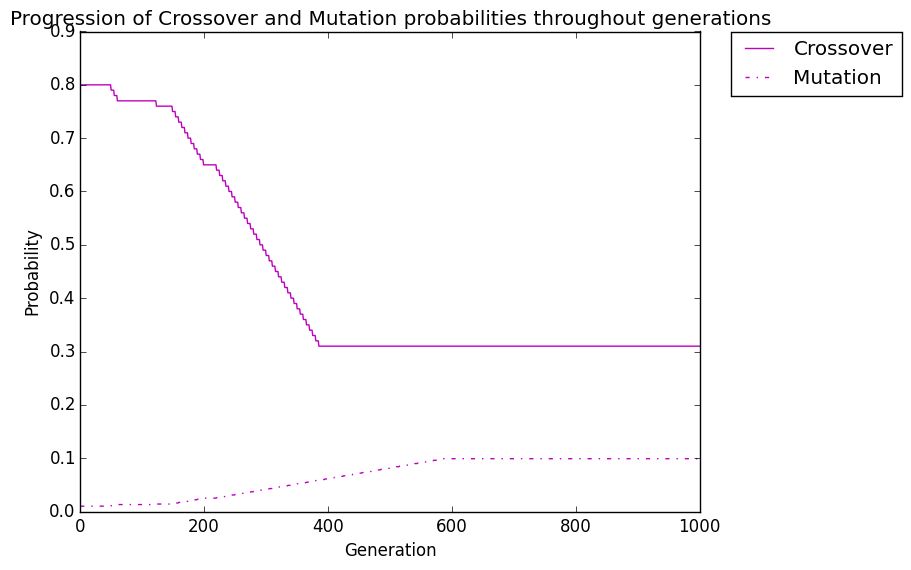 Progression of Crossover and Mutation probabilities throughout generations
Crossover
Mutation
Probability
0.9
0.8
0.7
0.6
0.5
0.4
0.3
0.2
0.1
0.0
0 200 400 600 800 1000
Generation